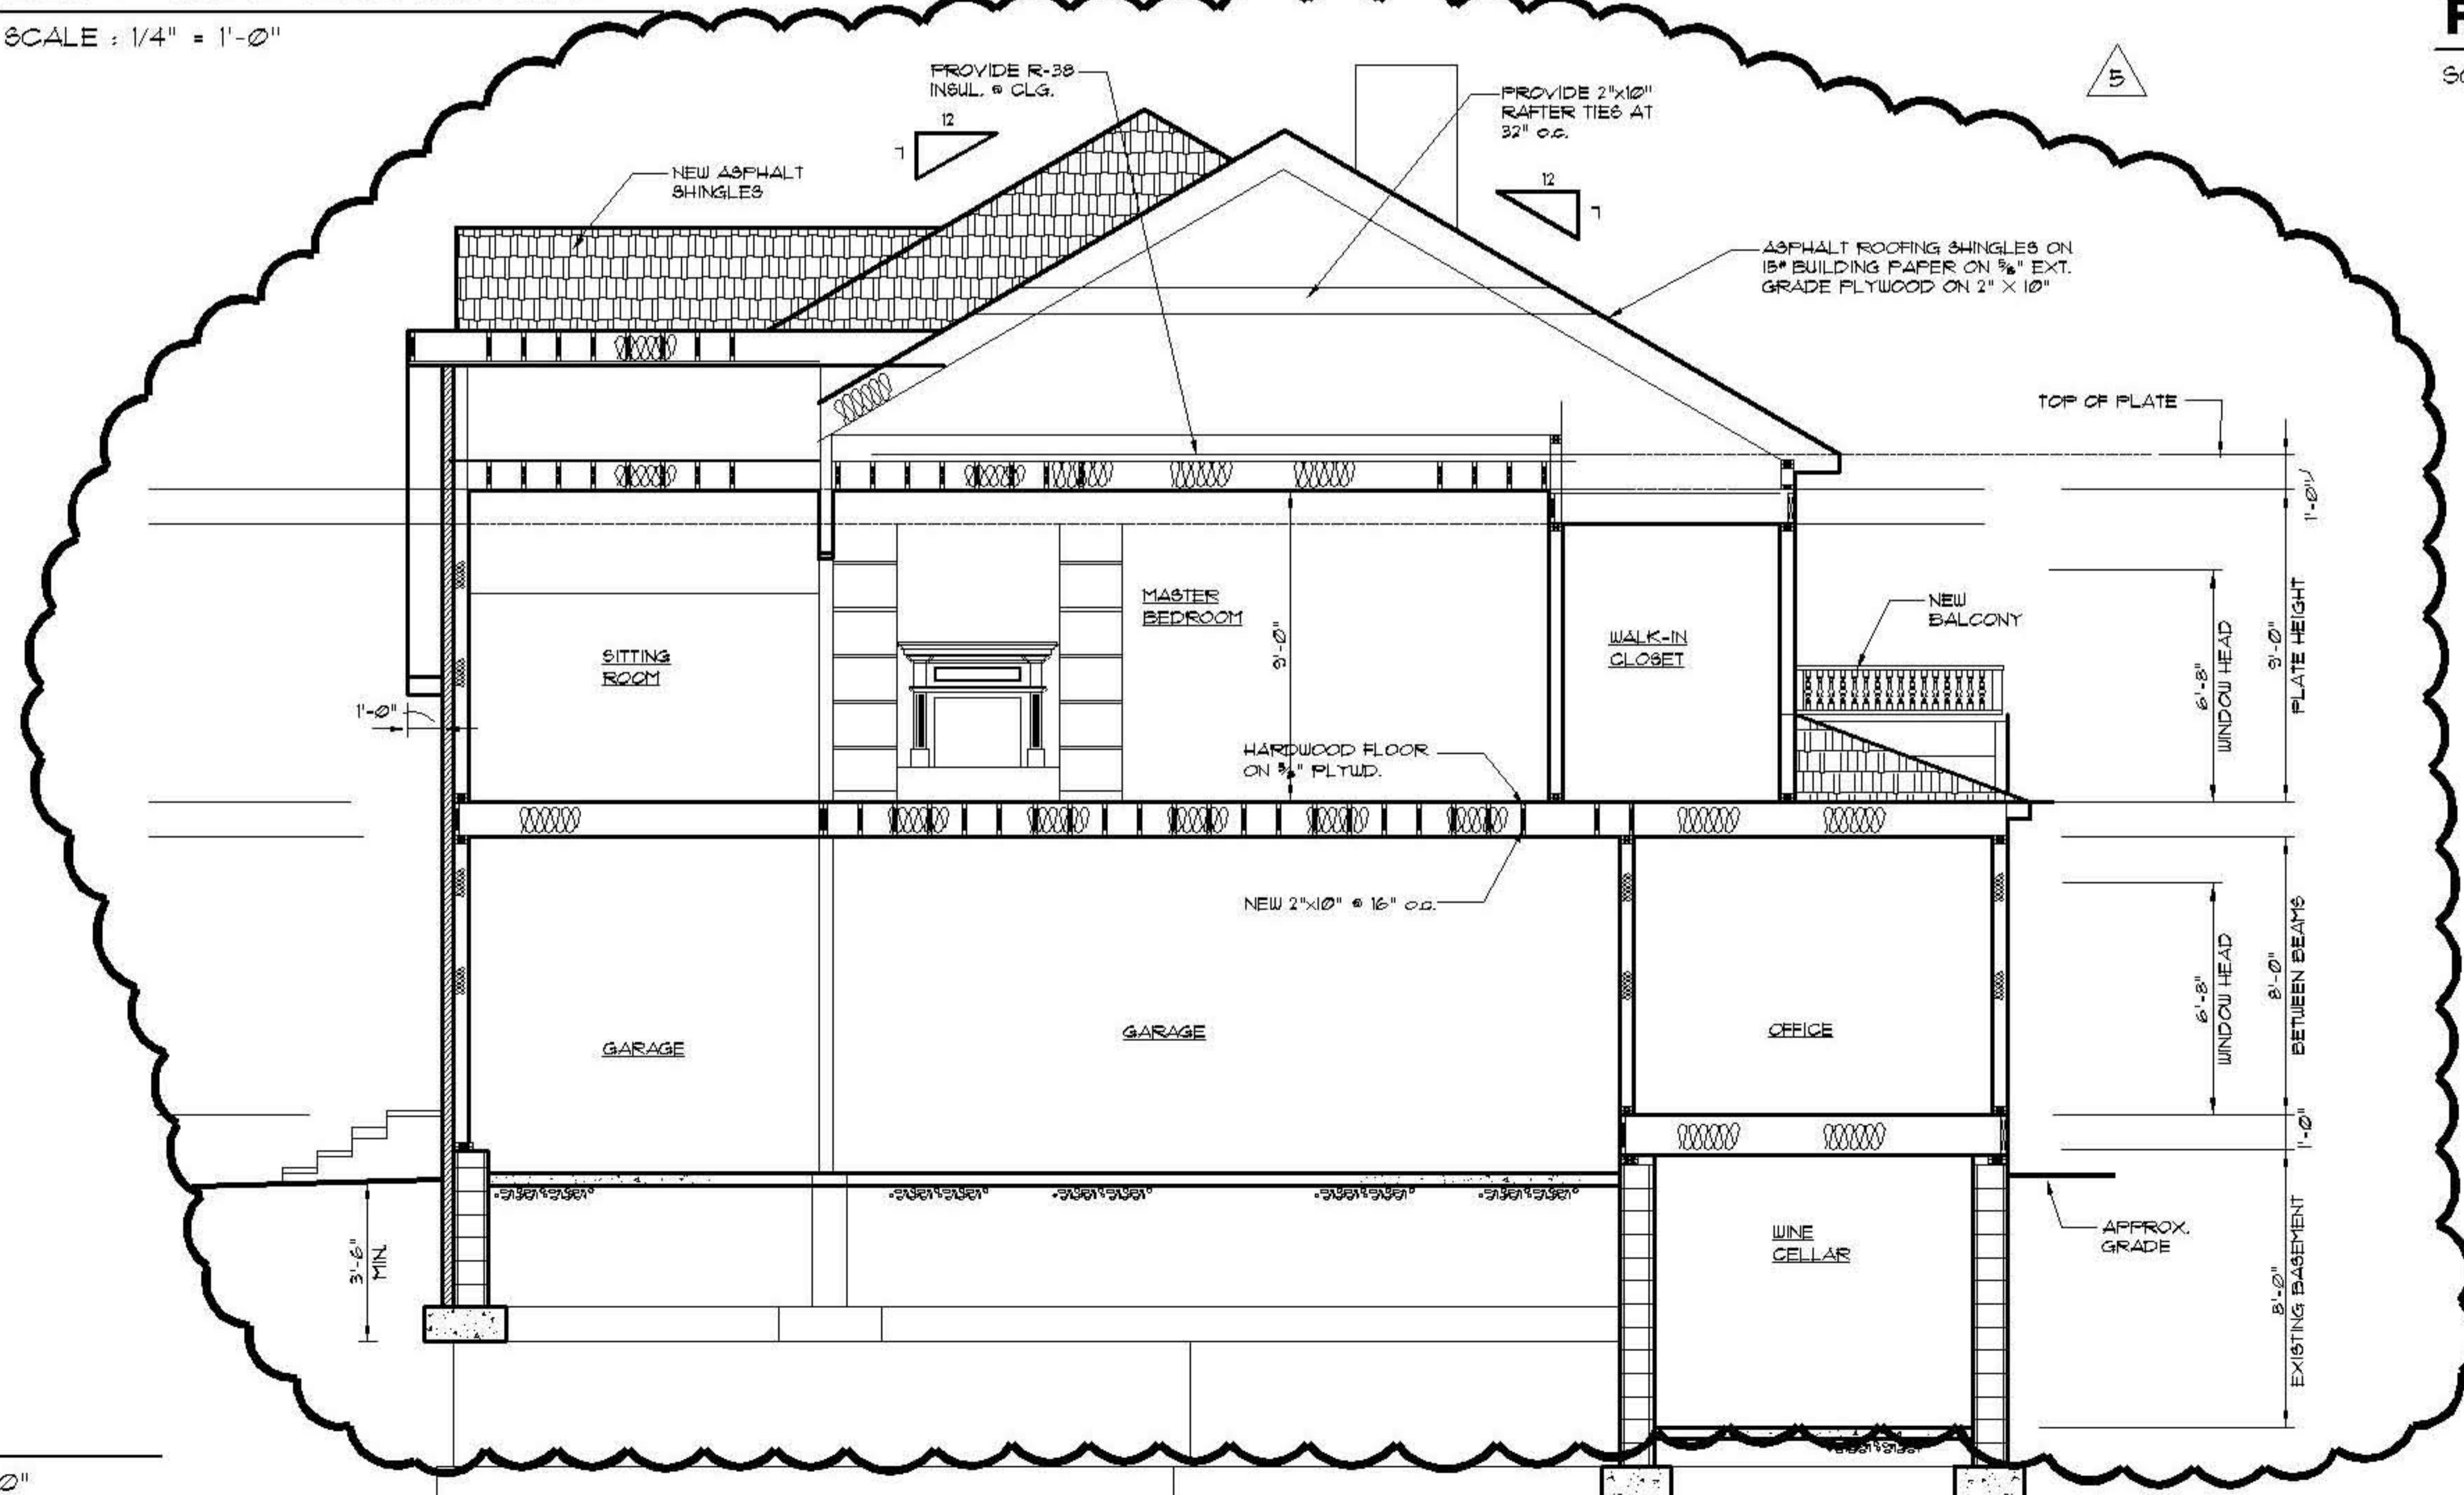 SCALE : 1/4" = 1'-0"
5
PROVIDE R-38
INSUL. @ CLG.
12
7
PROVIDE 2"x10"
RAFTER TIES AT
32" o.c.
12
7
NEW ASPHALT
SHINGLES
ASPHALT ROOFING SHINGLES ON
15# BUILDING PAPER ON 5/8" EXT.
GRADE PLYWOOD ON 2" X 10"
TOP OF PLATE
1'-0"
MASTER
BEDROOM
9'-0"
SITTING
ROOM
WALK-IN
CLOSET
NEW
BALCONY
6'-8"
WINDOW HEAD
9'-0"
PLATE HEIGHT
1'-0"
HARDWOOD FLOOR
ON 3/4" PLYWD.
NEW 2"x10" @ 16" o.c.
GARAGE
GARAGE
OFFICE
6'-8"
WINDOW HEAD
8'-0"
BETWEEN BEAMS
1'-0"
3'-6"
MIN.
WINE
CELLAR
APPROX.
GRADE
8'-0"
EXISTING BASEMENT
0"